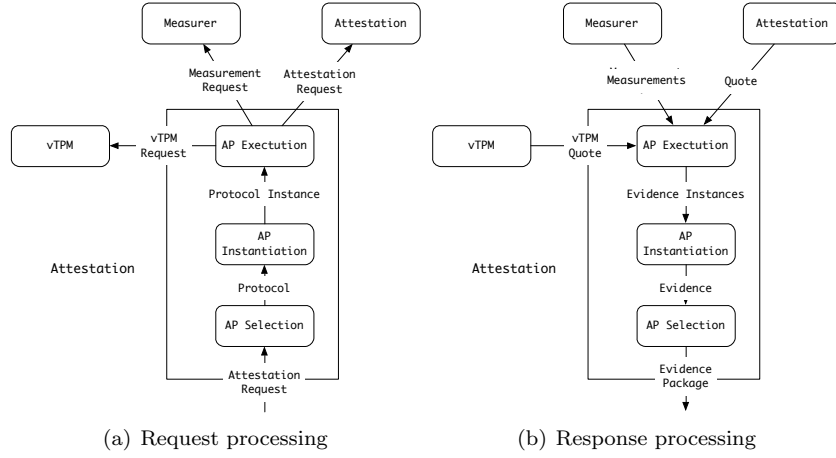 Measurer
Attestation
Measurement
Request
Attestation
Request
vTPM
vTPM
Request
AP Exectution
Protocol Instance
AP
Instantiation
Attestation
Protocol
AP Selection
Attestation
Request
(a) Request processing
Measurer
Attestation
Measurements
Quote
vTPM
vTPM
Quote
AP Exectution
Evidence Instances
AP
Instantiation
Attestation
Evidence
AP Selection
Evidence
Package
(b) Response processing